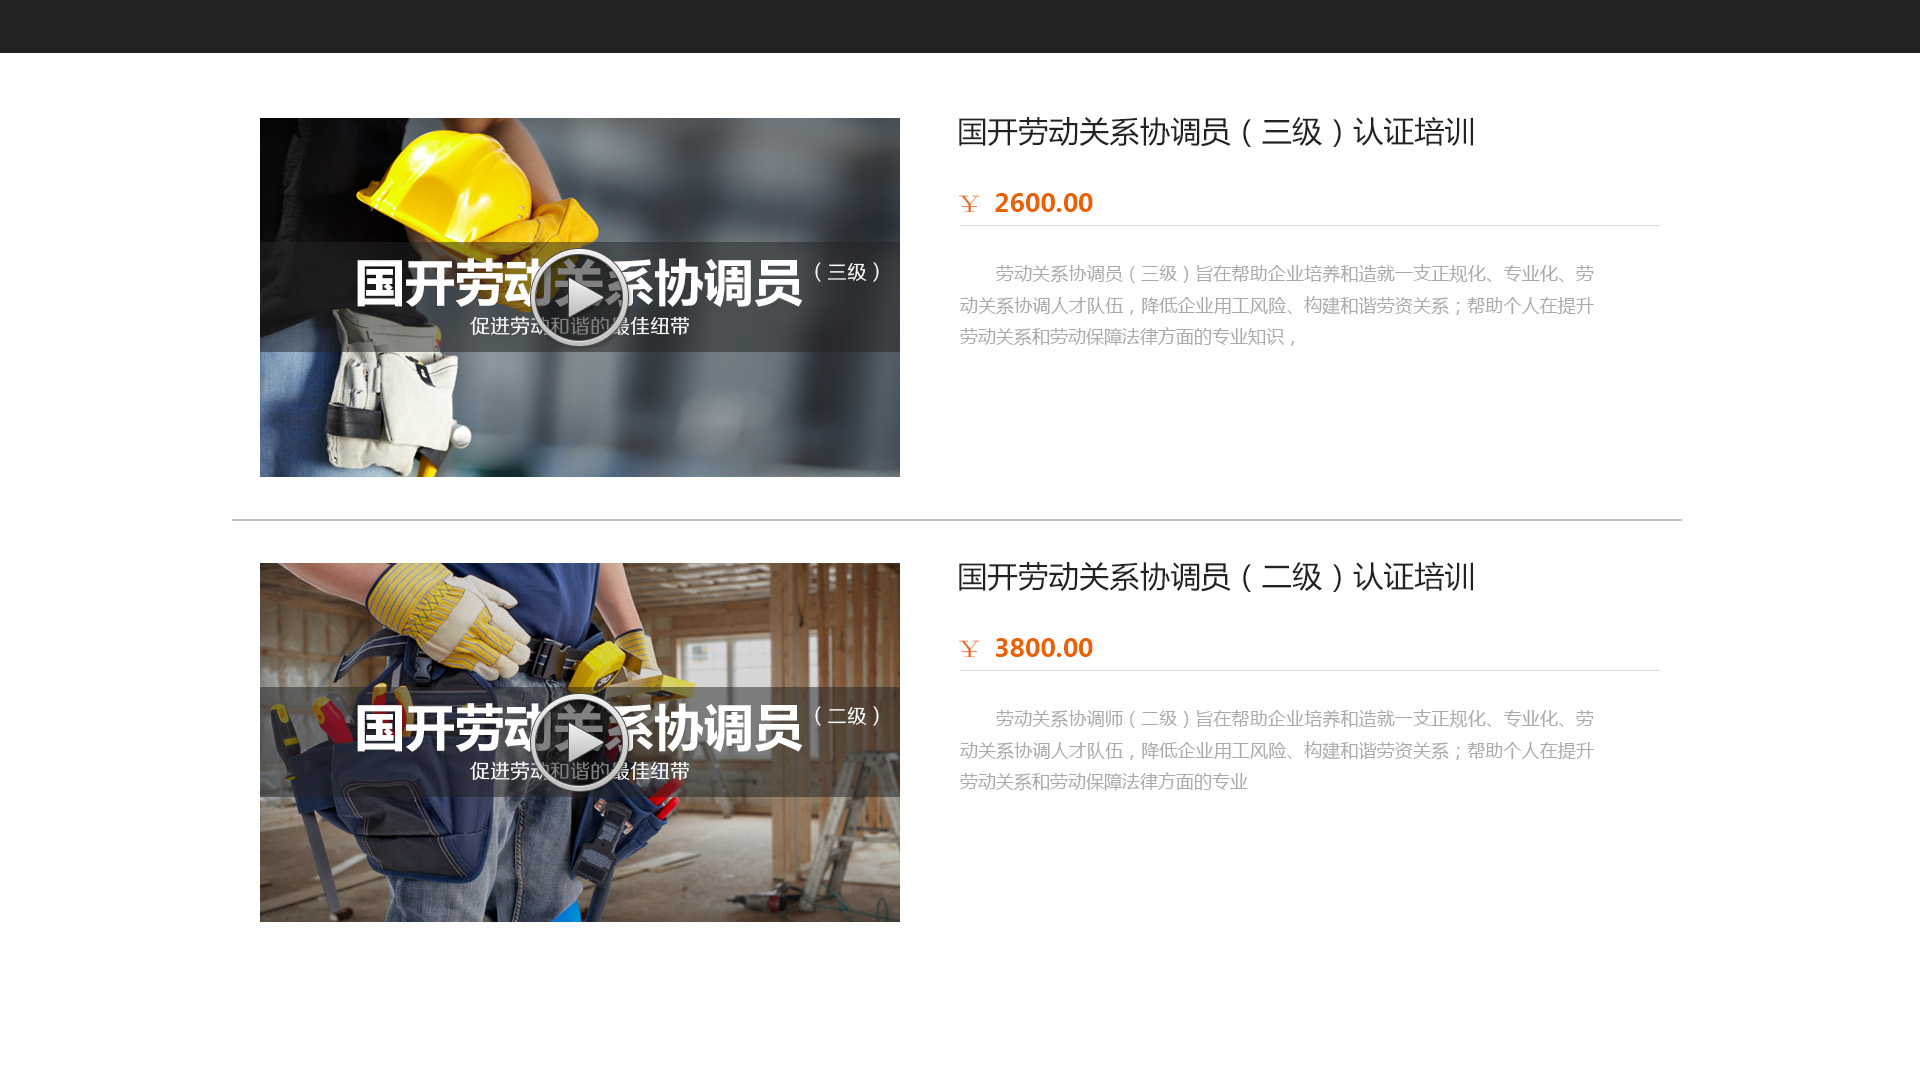 国开劳动关系协调员（三级）
促进劳动和谐的最佳纽带
国开劳动关系协调员（三级）认证培训
¥ 2600.00
劳动关系协调员（三级）旨在帮助企业培养和造就一支正规化、专业化、劳
动关系协调人才队伍，降低企业用工风险、构建和谐劳资关系；帮助个人在提升
劳动关系和劳动保障法律方面的专业知识，
国开劳动关系协调员（二级）
促进劳动和谐的最佳纽带
国开劳动关系协调员（二级）认证培训
¥ 3800.00
劳动关系协调师（二级）旨在帮助企业培养和造就一支正规化、专业化、劳
动关系协调人才队伍，降低企业用工风险、构建和谐劳资关系；帮助个人在提升
劳动关系和劳动保障法律方面的专业